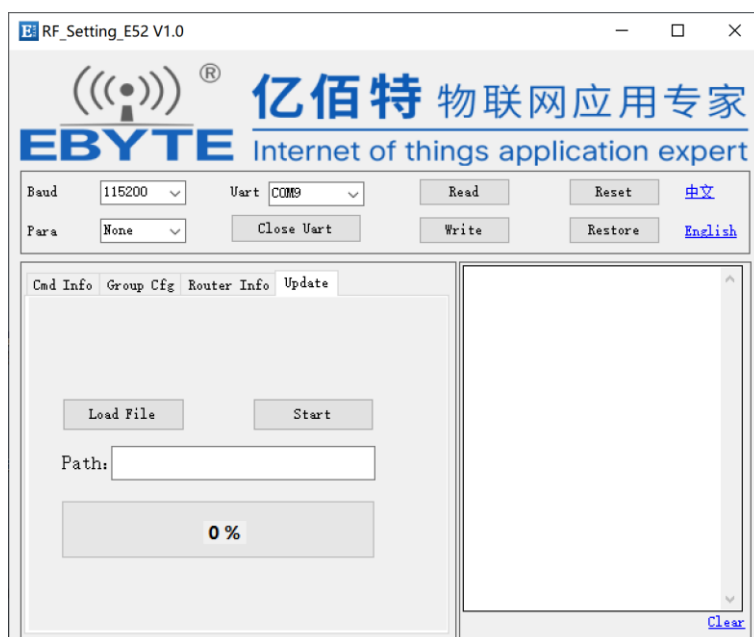 RF_Setting_E52 V1.0
®
亿佰特 物联网应用专家
EBYTE Internet of things application expert
Baud 115200 Uart COM9 Read Reset 中文
Para None Close Uart Write Restore English
Cmd Info Group Cfg Router Info Update
Load File Start
Path:
0 %
Clear